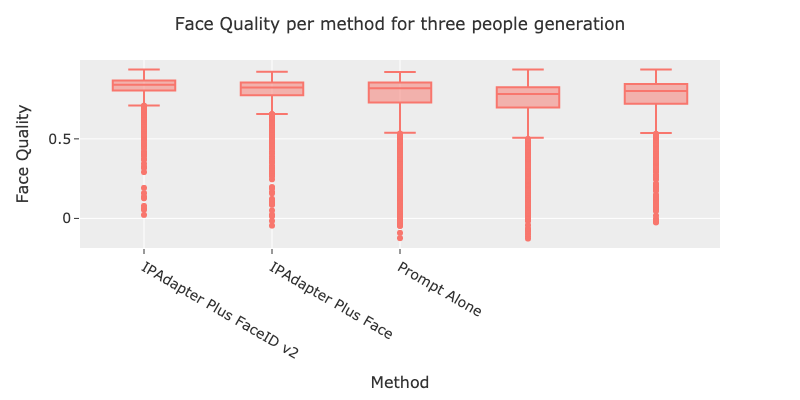 Face Quality per method for three people generation
Face Quality
0.5
0
IPAdapter Plus FaceID v2
IPAdapter Plus Face
Prompt Alone
Method